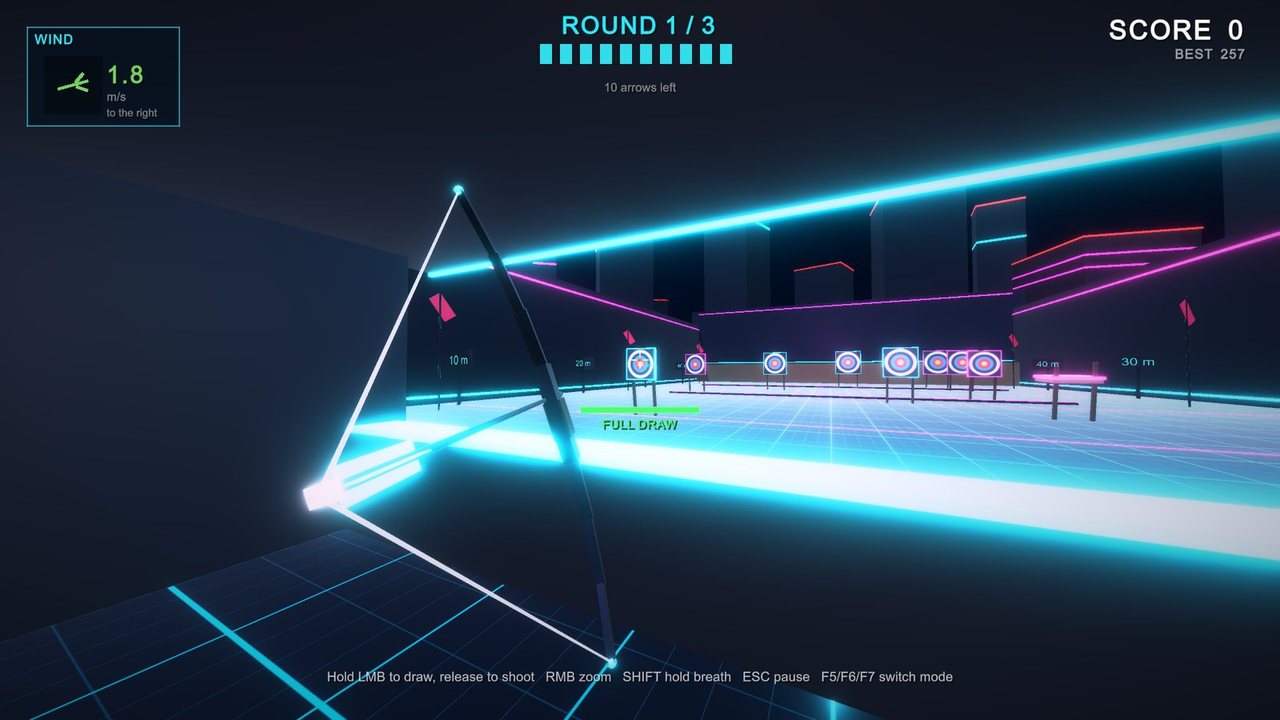 WIND
1.8
m/s
to the right
ROUND 1 / 3
10 arrows left
SCORE 0
BEST 257
10 m
20 m
40 m
30 m
FULL DRAW
Hold LMB to draw, release to shoot RMB zoom SHIFT hold breath ESC pause F5/F6/F7 switch mode